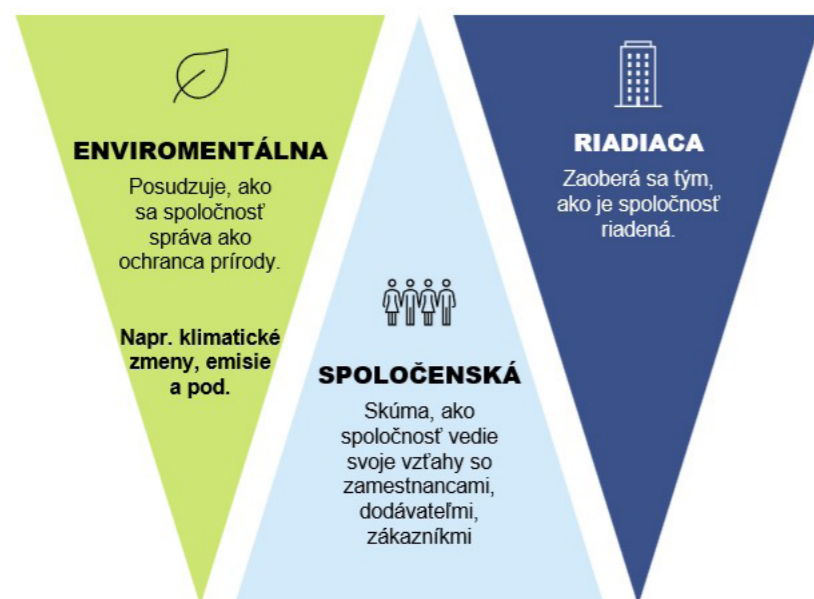 ENVIROMENTÁLNA
Posudzuje, ako
sa spoločnosť
správa ako
ochranca prírody.
Napr. klimatické
zmeny, emisie
a pod.
SPOLOČENSKÁ
Skúma, ako
spoločnosť vedie
svoje vzťahy so
zamestnancami,
dodávateľmi,
zákazníkmi
RIADIACA
Zaoberá sa tým,
ako je spoločnosť
riadená.